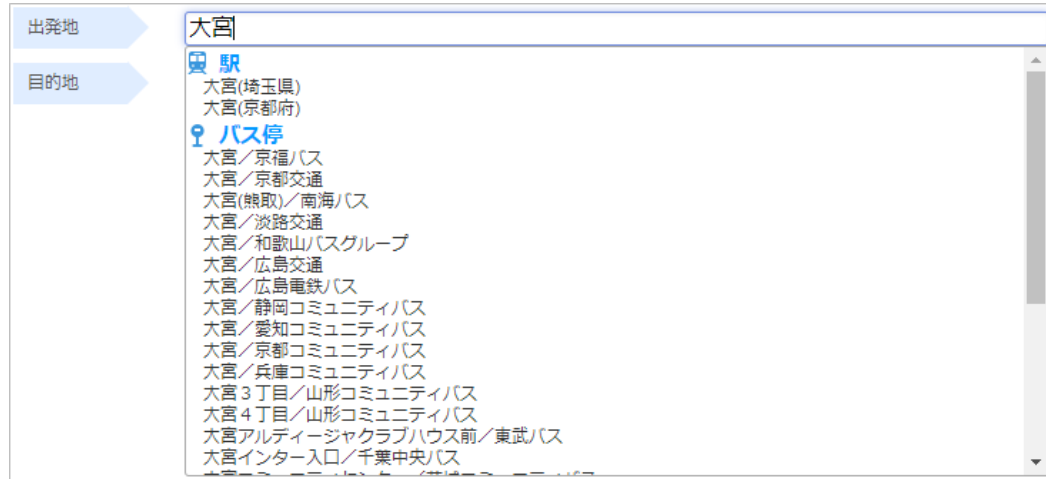 出発地
大宮
目的地
駅
大宮(埼玉県)
大宮(京都府)
バス停
大宮／京福バス
大宮／京都交通
大宮(熊取)／南海バス
大宮／淡路交通
大宮／和歌山バスグループ
大宮／広島交通
大宮／広島電鉄バス
大宮／静岡コミュニティバス
大宮／愛知コミュニティバス
大宮／京都コミュニティバス
大宮／兵庫コミュニティバス
大宮３丁目／山形コミュニティバス
大宮４丁目／山形コミュニティバス
大宮アルディージャクラブハウス前／東武バス
大宮インター入口／千葉中央バス